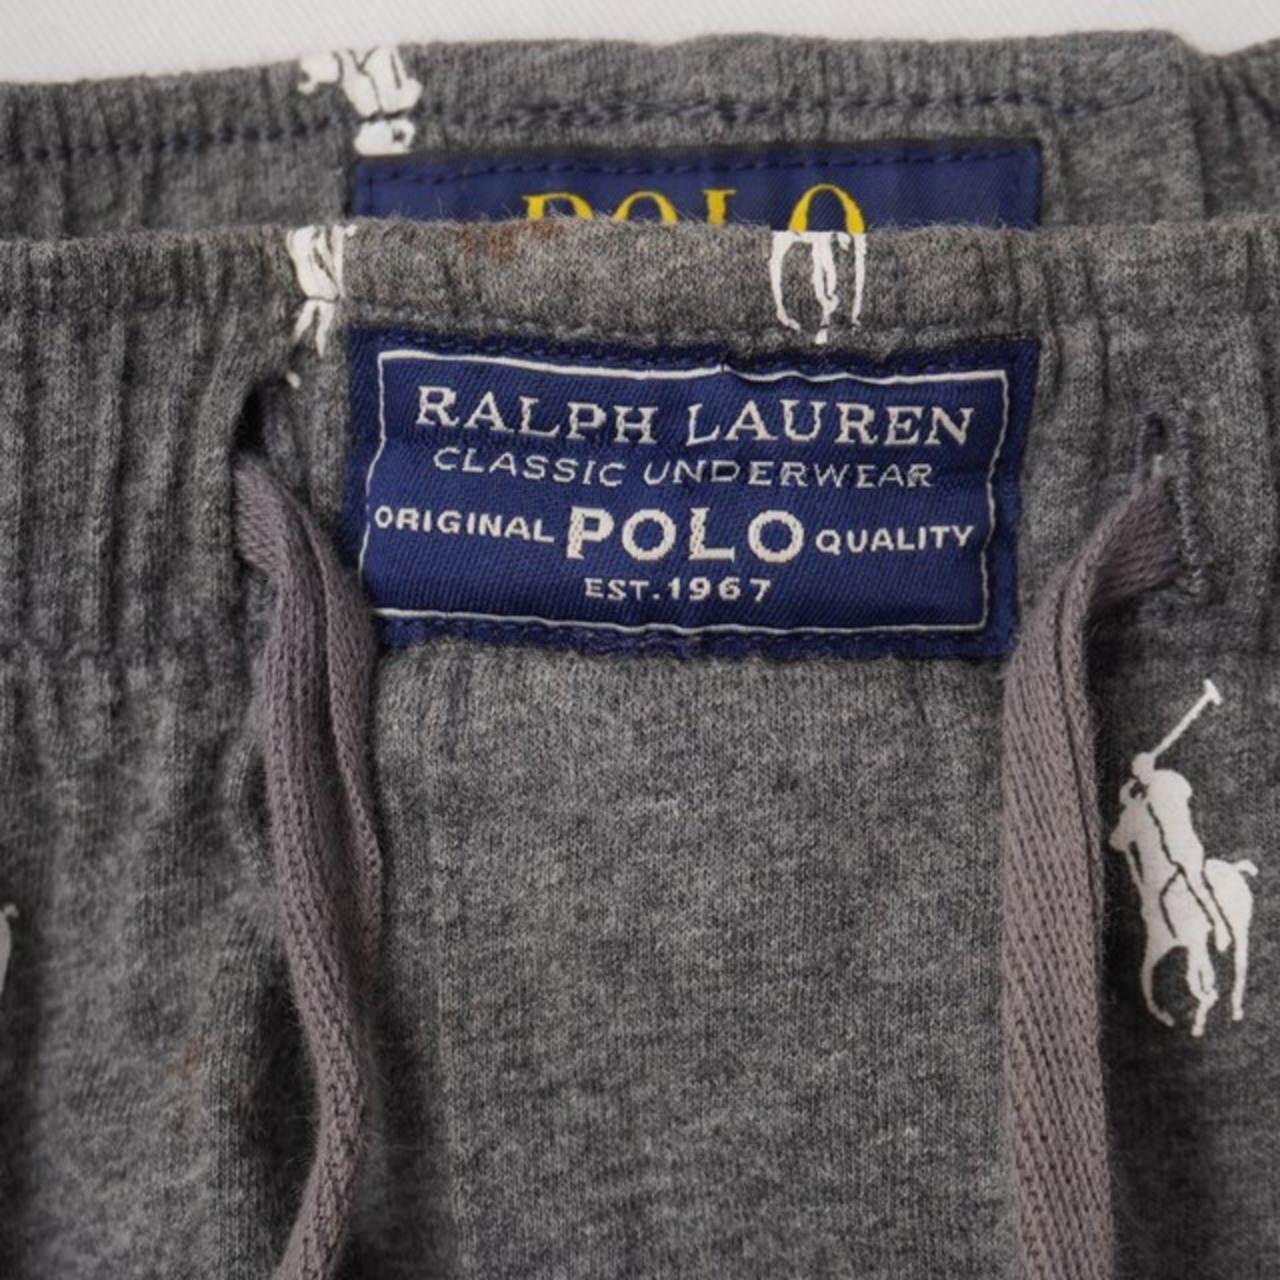 POLO
RALPH LAUREN
CLASSIC UNDERWEAR
ORIGINAL POLO QUALITY
EST.1967